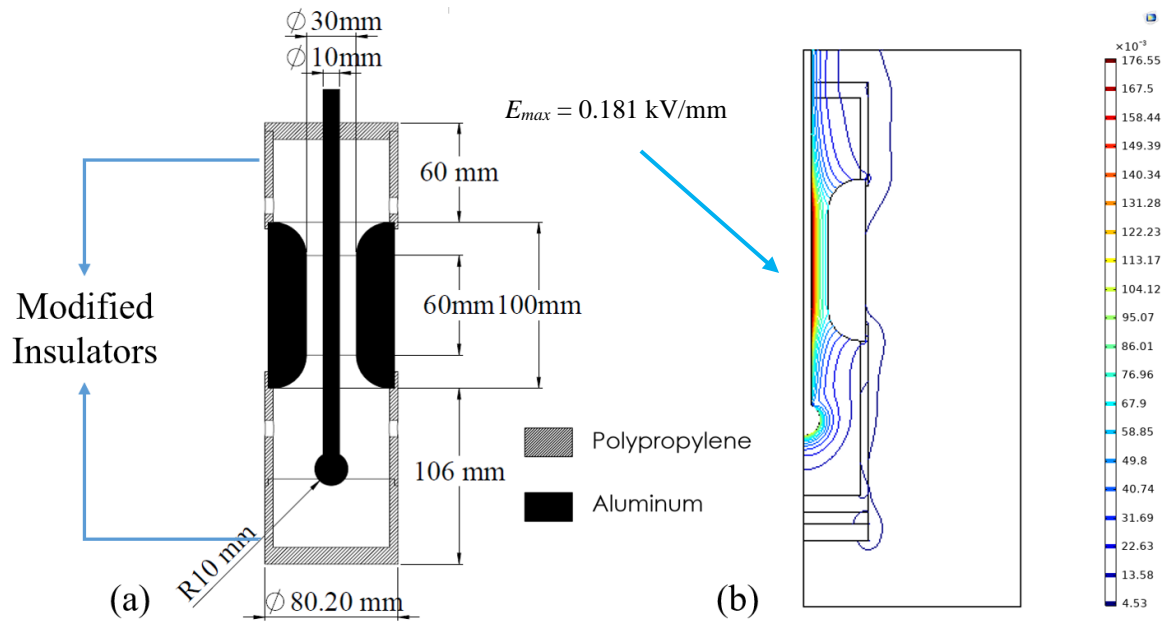 ∅ 30mm
∅ 10mm
60 mm
60mm
100mm
106 mm
R10 mm
∅ 80.20 mm
Modified
Insulators
Polypropylene
Aluminum
(a)
E_max = 0.181 kV/mm
(b)
×10⁻³
176.55
167.5
158.44
149.39
140.34
131.28
122.23
113.17
104.12
95.07
86.01
76.96
67.9
58.85
49.8
40.74
31.69
22.63
13.58
4.53